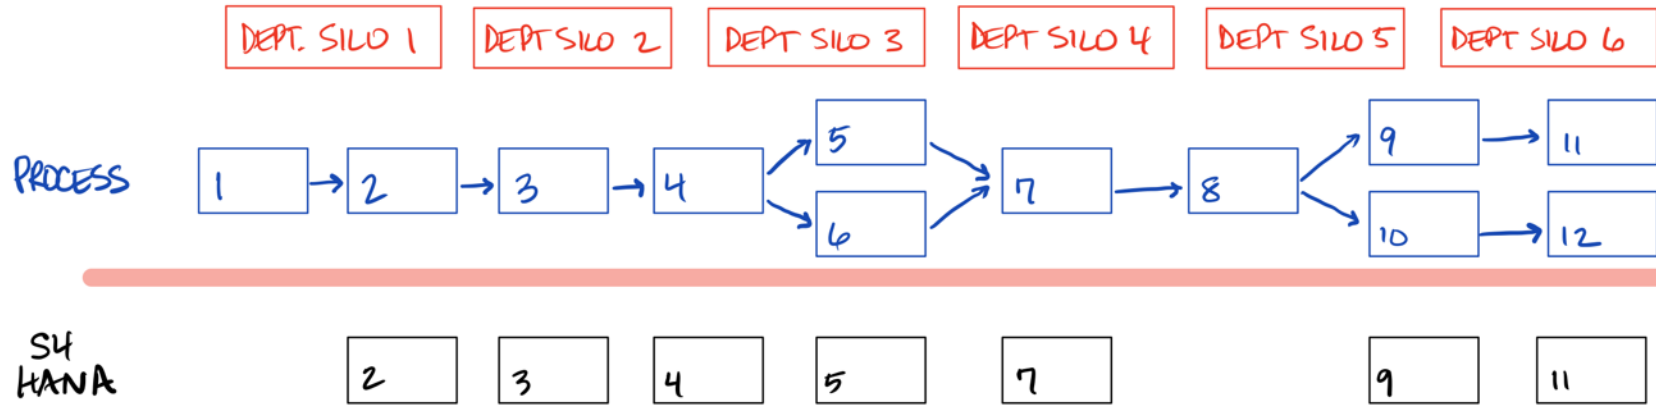 DEPT. SILO 1
DEPT SILO 2
DEPT SILO 3
DEPT SILO 4
DEPT SILO 5
DEPT SILO 6
PROCESS
1
2
3
4
5
6
7
8
9
10
11
12
S4
HANA
2
3
4
5
7
9
11